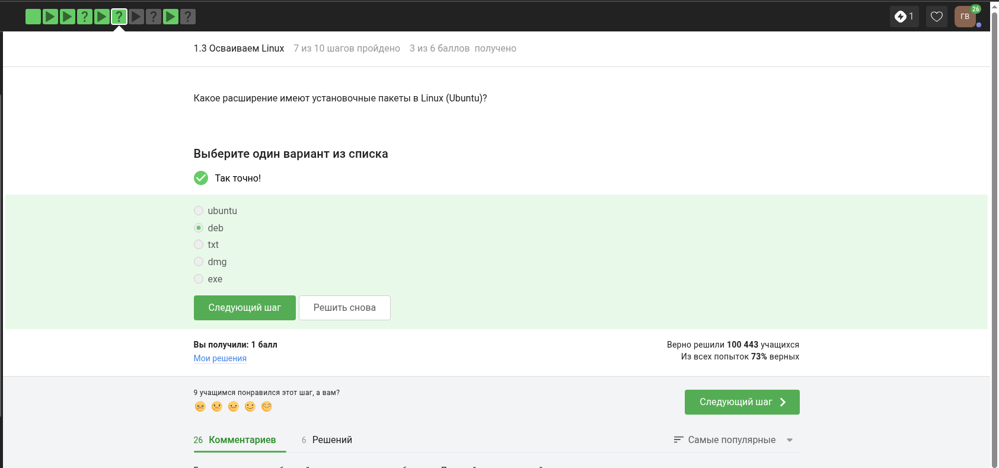 ? ? ? ?
1
ГВ
26
1.3 Осваиваем Linux 7 из 10 шагов пройдено 3 из 6 баллов получено
Какое расширение имеют установочные пакеты в Linux (Ubuntu)?
Выберите один вариант из списка
Так точно!
ubuntu
deb
txt
dmg
exe
Следующий шаг Решить снова
Вы получили: 1 балл
Мои решения
Верно решили 100 443 учащихся
Из всех попыток 73% верных
9 учащимся понравился этот шаг, а вам?
Следующий шаг
26 Комментариев 6 Решений Самые популярные